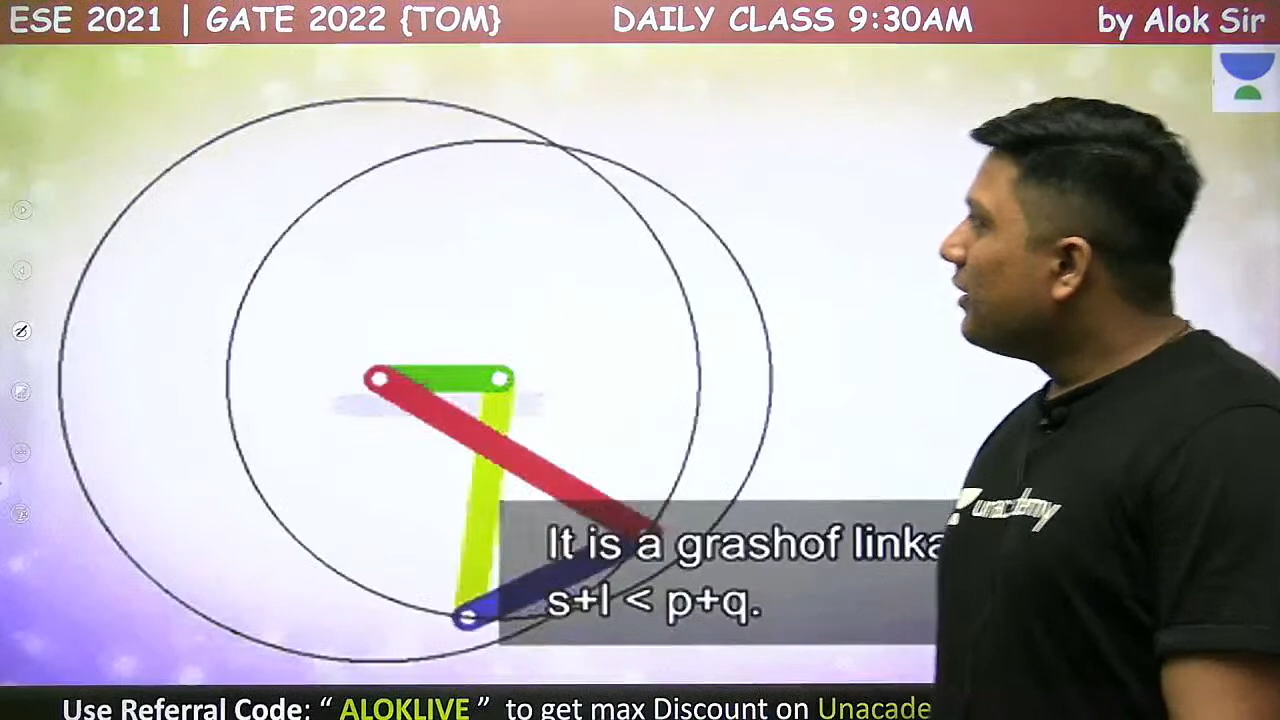 ESE 2021 | GATE 2022 {TOM} DAILY CLASS 9:30AM by Alok Sir
It is a grashof linka
s+l < p+q.
unacademy
Use Referral Code: “ ALOKLIVE ” to get max Discount on Unacade